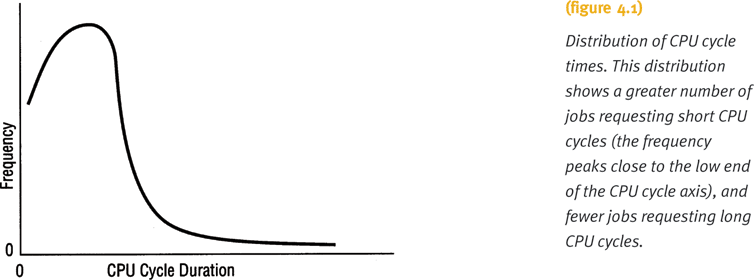 Frequency
0
0
CPU Cycle Duration
(figure 4.1)
Distribution of CPU cycle
times. This distribution
shows a greater number of
jobs requesting short CPU
cycles (the frequency
peaks close to the low end
of the CPU cycle axis), and
fewer jobs requesting long
CPU cycles.